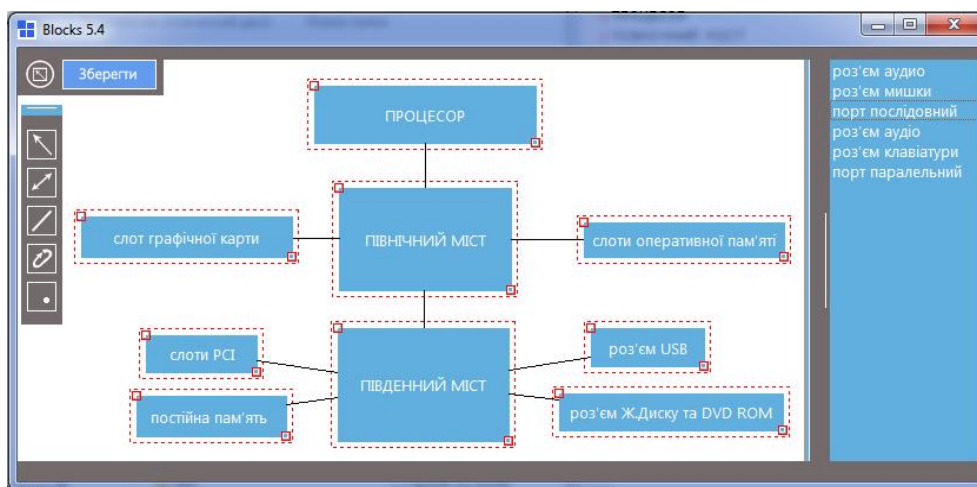 Blocks 5.4
Зберегти
ПРОЦЕСОР
слот графічної карти
ПІВНІЧНИЙ МІСТ
слоти оперативної пам'яті
слоти PCI
роз'єм USB
ПІВДЕННИЙ МІСТ
постійна пам'ять
роз'єм Ж.Диску та DVD ROM
роз'єм аудио
роз'єм мишки
порт послідовний
роз'єм аудіо
роз'єм клавіатури
порт паралельний